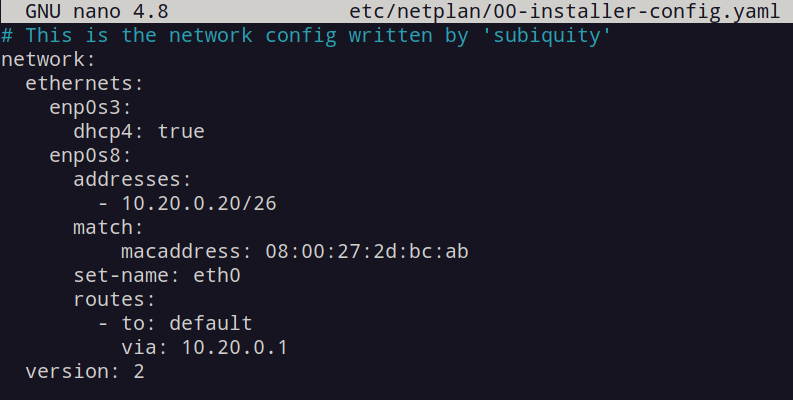 GNU nano 4.8 etc/netplan/00-installer-config.yaml
# This is the network config written by 'subiquity'
network:
  ethernets:
    enp0s3:
      dhcp4: true
    enp0s8:
      addresses:
        - 10.20.0.20/26
      match:
          macaddress: 08:00:27:2d:bc:ab
      set-name: eth0
      routes:
        - to: default
          via: 10.20.0.1
  version: 2